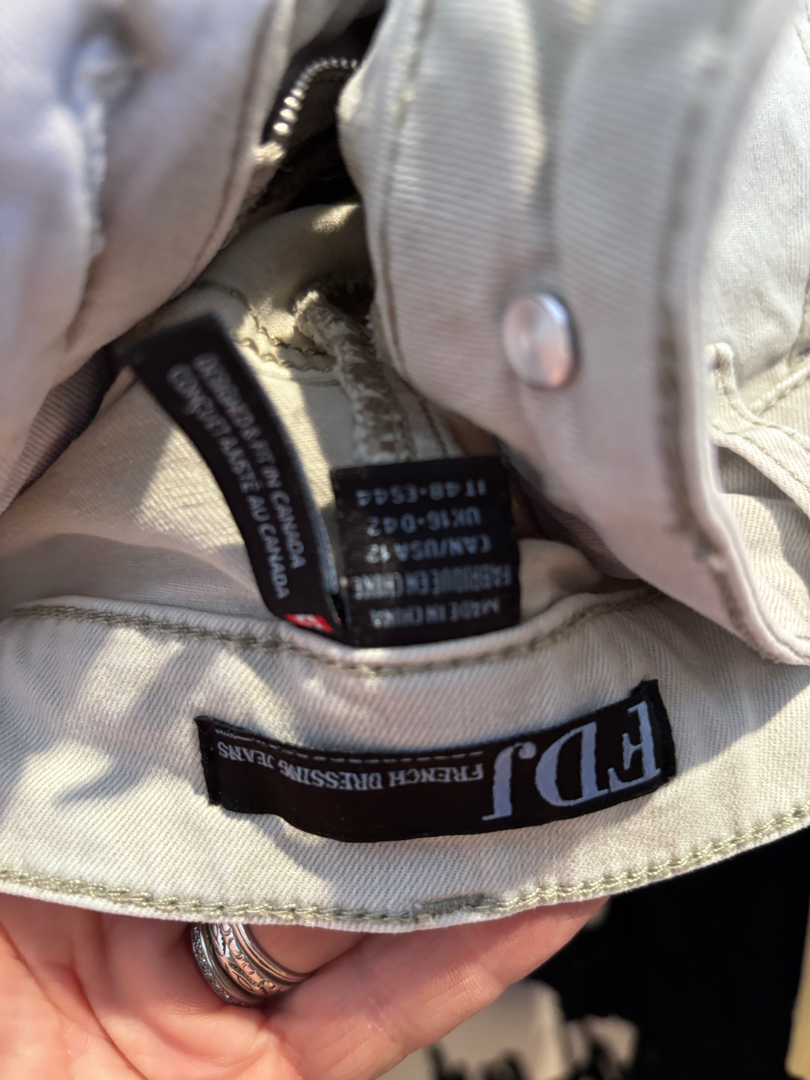 FDJ
FRENCH DRESSING JEANS
MADE IN CHINA
FABRIQUÉ EN CHINE
CAN/USA 12
UK16-D42
IT48-ES44
DESIGNED & FIT IN CANADA
CONÇU ET AJUSTÉ AU CANADA